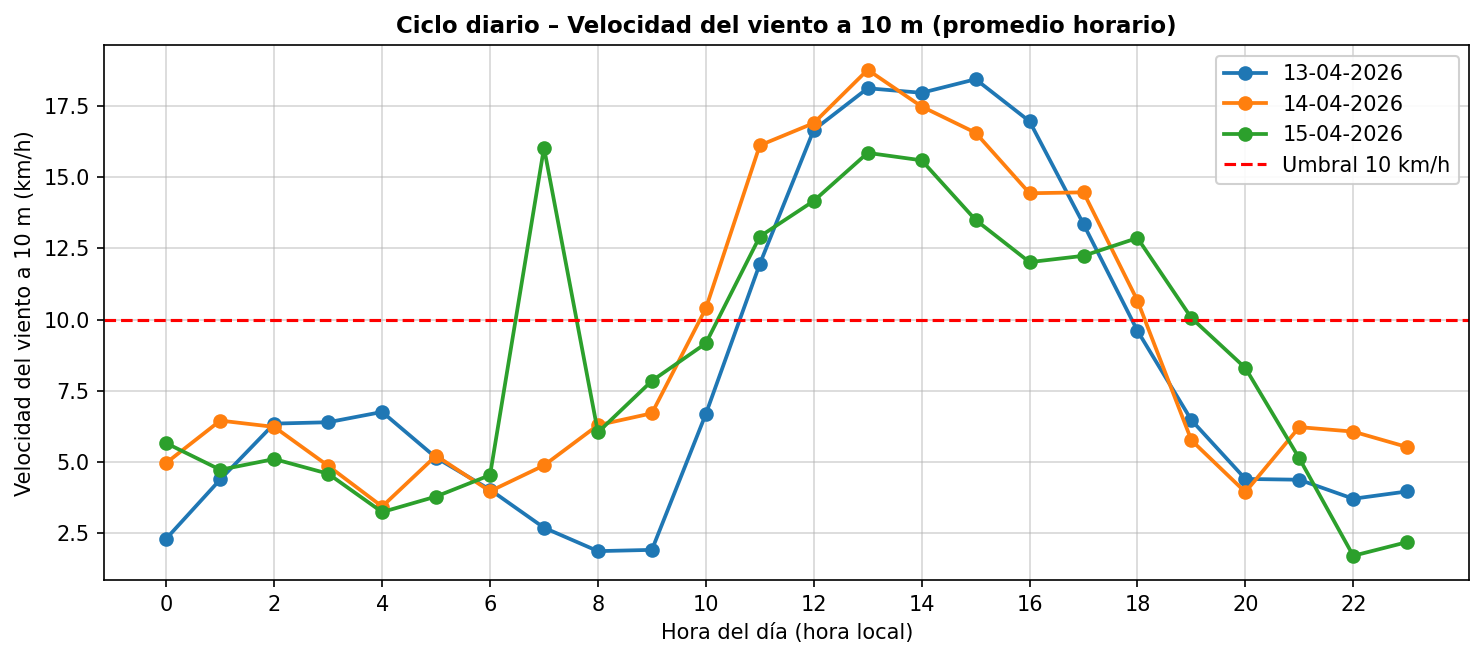 Ciclo diario – Velocidad del viento a 10 m (promedio horario)
Velocidad del viento a 10 m (km/h)
17.5
15.0
12.5
10.0
7.5
5.0
2.5
13-04-2026
14-04-2026
15-04-2026
Umbral 10 km/h
0 2 4 6 8 10 12 14 16 18 20 22
Hora del día (hora local)